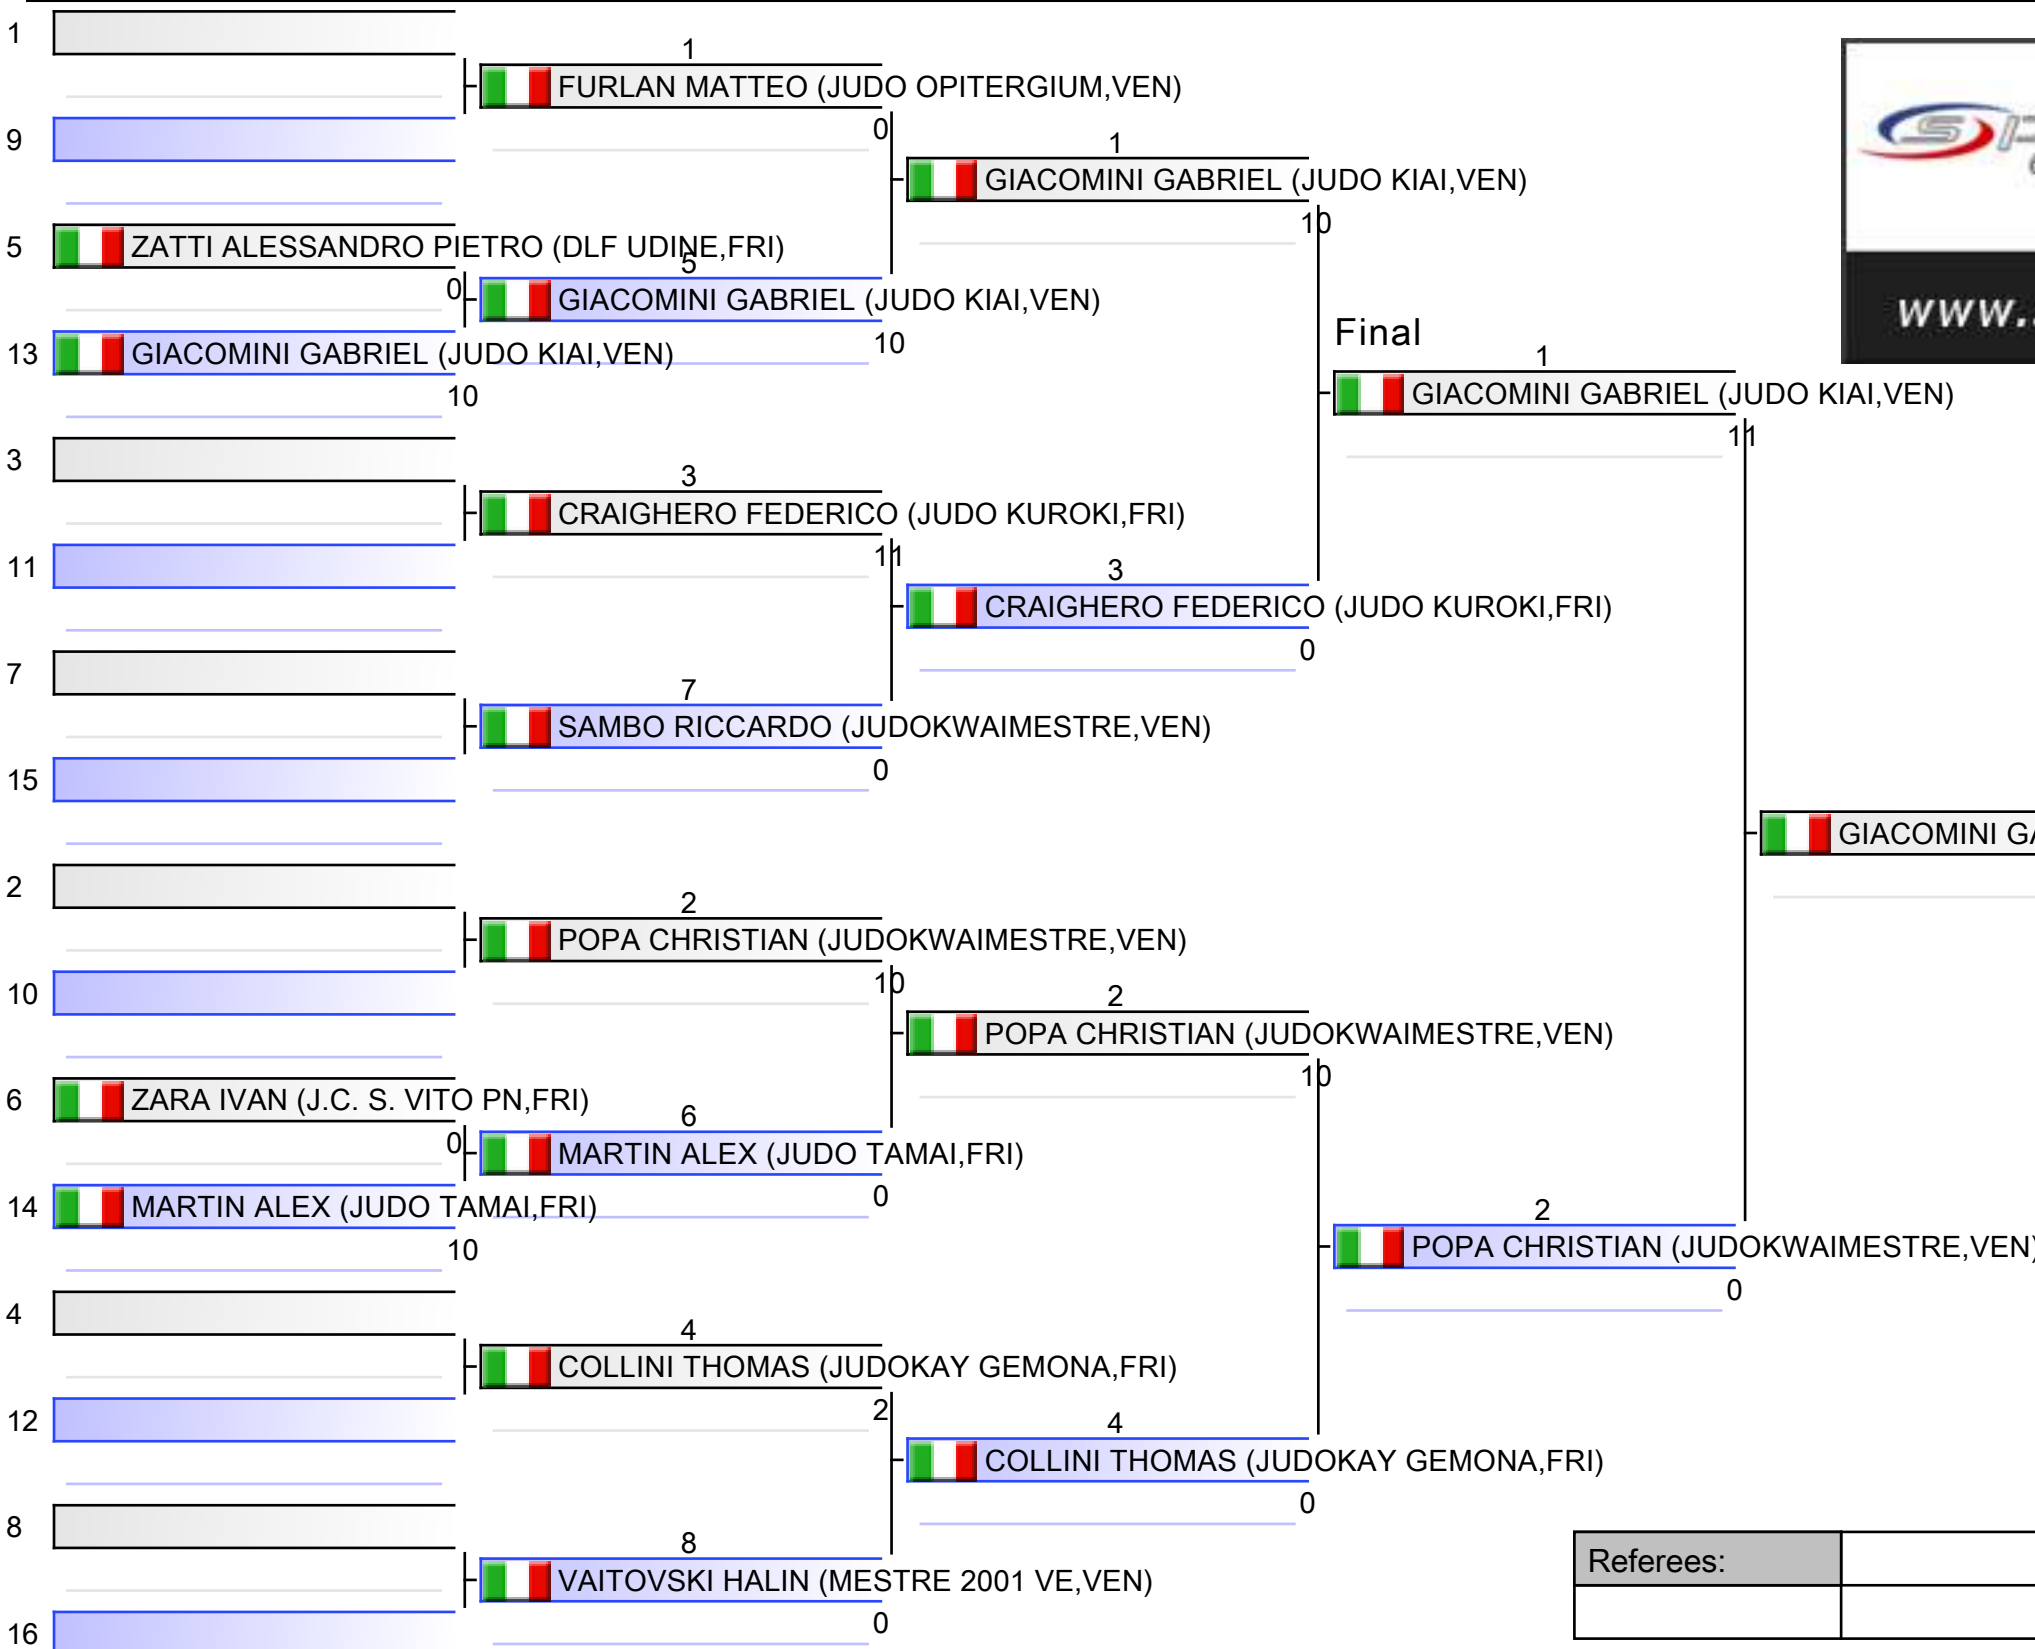 1
1
FURLAN MATTEO (JUDO OPITERGIUM,VEN)
0
9
1
GIACOMINI GABRIEL (JUDO KIAI,VEN)
10
5
ZATTI ALESSANDRO PIETRO (DLF UDINE,FRI)
0
5
GIACOMINI GABRIEL (JUDO KIAI,VEN)
10
13
GIACOMINI GABRIEL (JUDO KIAI,VEN)
10
WWW.
Final
1
GIACOMINI GABRIEL (JUDO KIAI,VEN)
11
3
3
CRAIGHERO FEDERICO (JUDO KUROKI,FRI)
11
11
3
CRAIGHERO FEDERICO (JUDO KUROKI,FRI)
0
7
7
SAMBO RICCARDO (JUDOKWAIMESTRE,VEN)
0
15
GIACOMINI GA
2
2
POPA CHRISTIAN (JUDOKWAIMESTRE,VEN)
10
10
2
POPA CHRISTIAN (JUDOKWAIMESTRE,VEN)
10
6
ZARA IVAN (J.C. S. VITO PN,FRI)
0
6
MARTIN ALEX (JUDO TAMAI,FRI)
0
14
MARTIN ALEX (JUDO TAMAI,FRI)
10
2
POPA CHRISTIAN (JUDOKWAIMESTRE,VEN)
0
4
4
COLLINI THOMAS (JUDOKAY GEMONA,FRI)
2
12
4
COLLINI THOMAS (JUDOKAY GEMONA,FRI)
0
8
8
VAITOVSKI HALIN (MESTRE 2001 VE,VEN)
0
16
Referees: